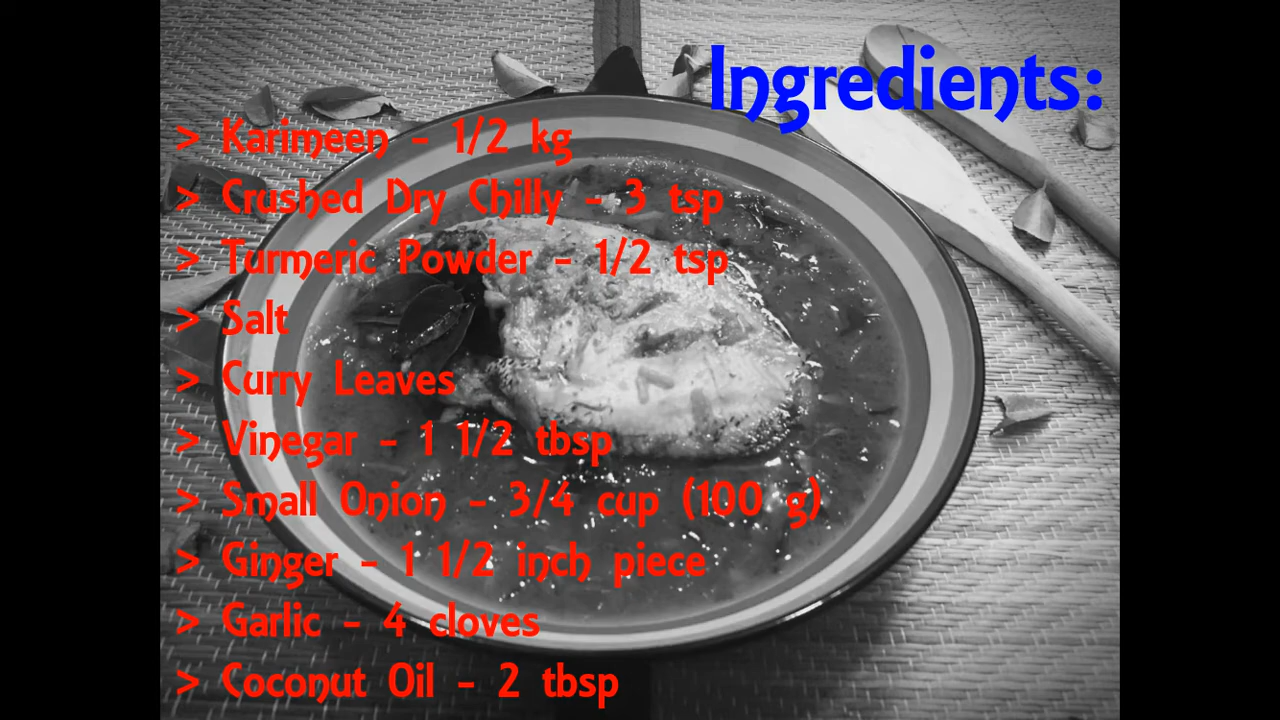 Ingredients:
> Karimeen - 1/2 kg
> Crushed Dry Chilly - 3 tsp
> Turmeric Powder - 1/2 tsp
> Salt
> Curry Leaves
> Vinegar - 1 1/2 tbsp
> Small Onion - 3/4 cup (100 g)
> Ginger - 1 1/2 inch piece
> Garlic - 4 cloves
> Coconut Oil - 2 tbsp